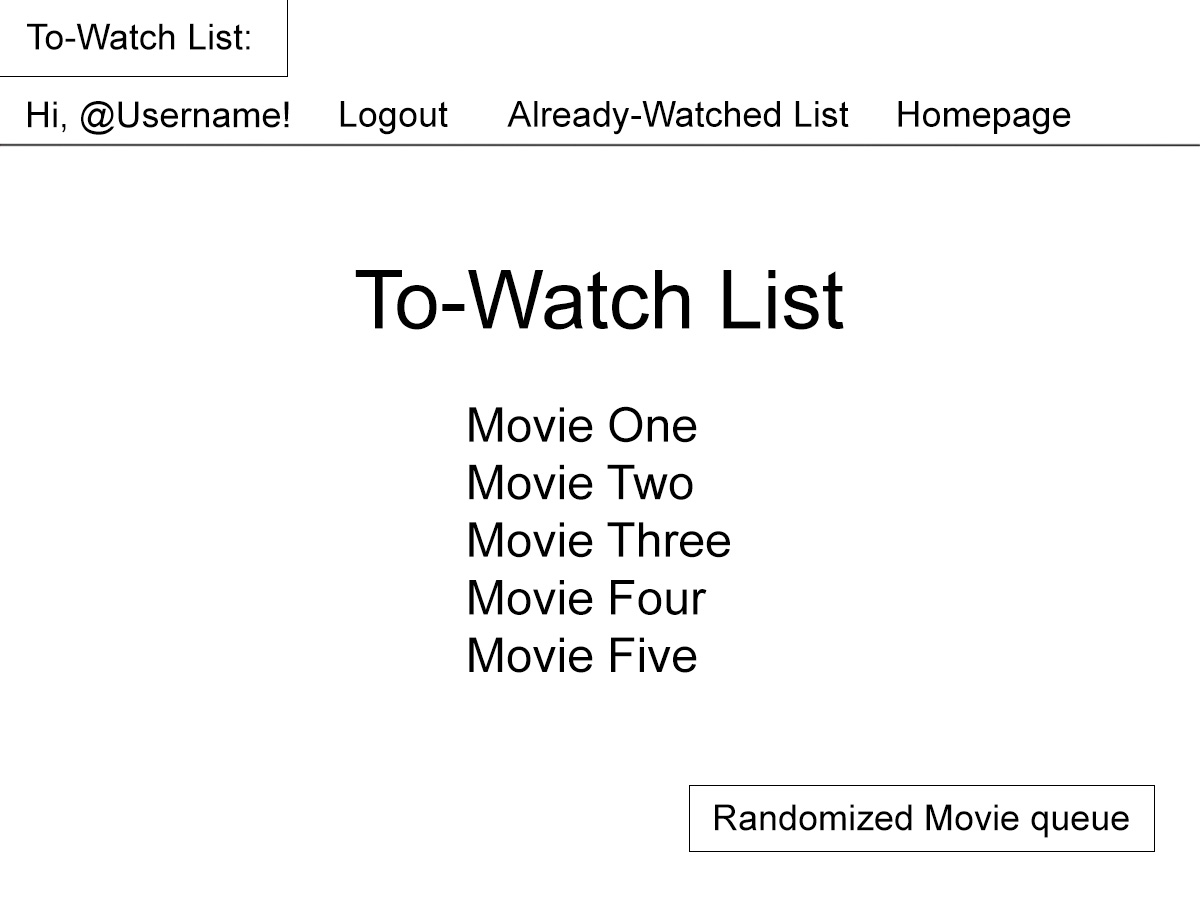 To-Watch List:
Hi, @Username! Logout Already-Watched List Homepage
To-Watch List
Movie One
Movie Two
Movie Three
Movie Four
Movie Five
Randomized Movie queue